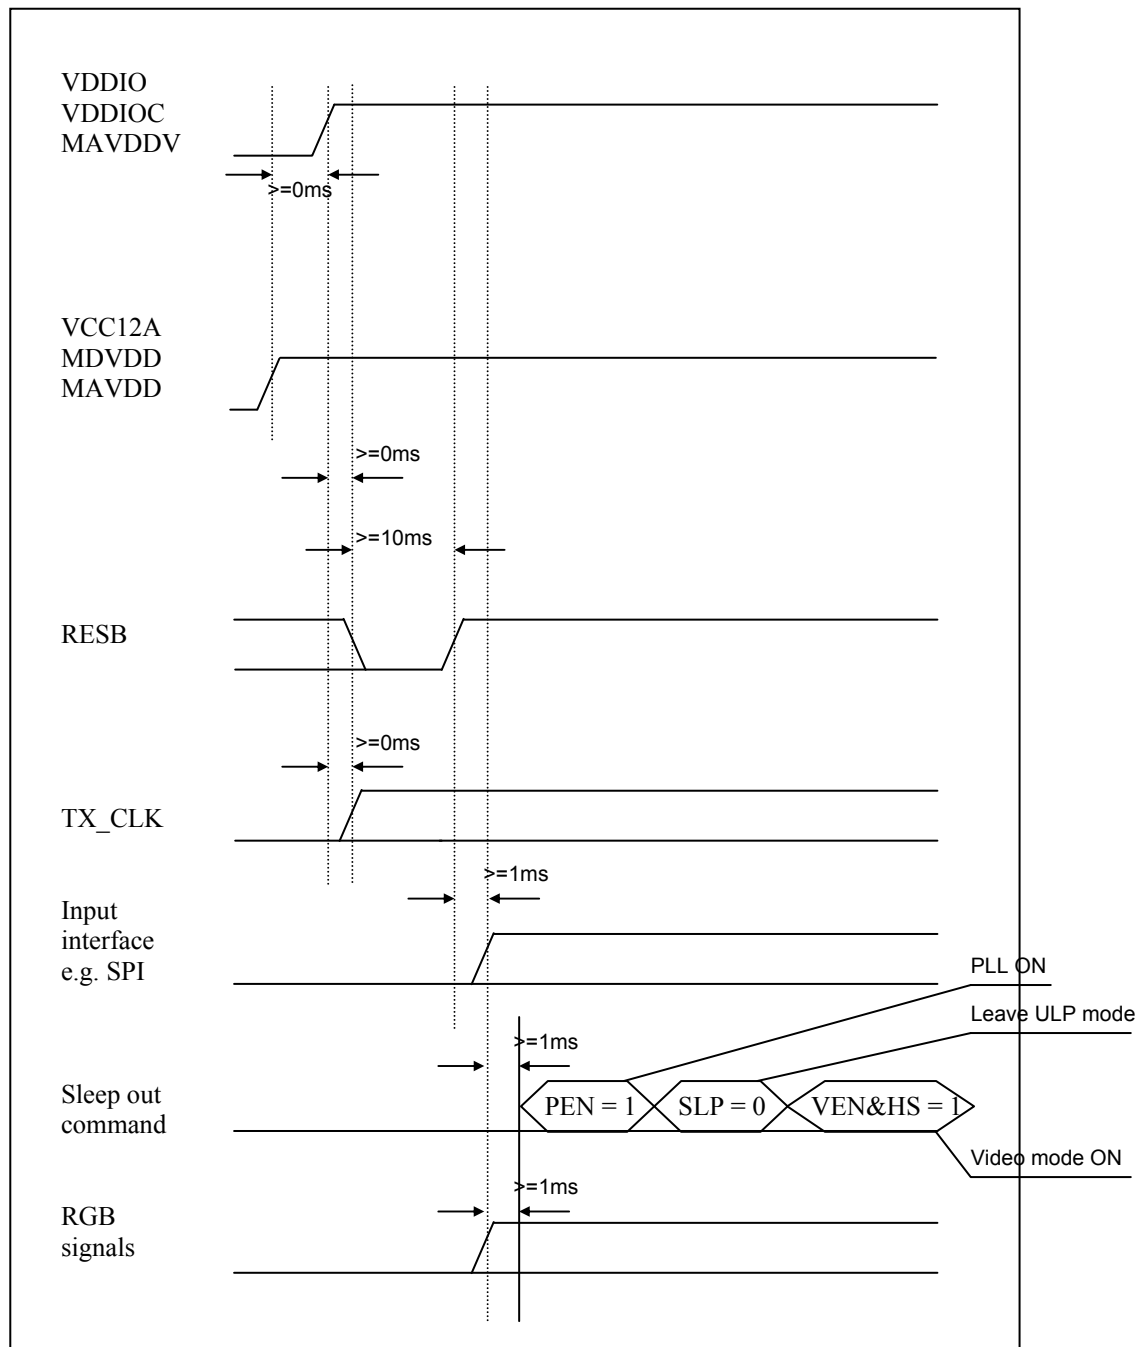 VDDIO
VDDIOC
MAVDDV
>=0ms
VCC12A
MDVDD
MAVDD
>=0ms
>=10ms
RESB
>=0ms
TX_CLK
>=1ms
Input
interface
e.g. SPI
PLL ON
Leave ULP mode
>=1ms
Sleep out
command
PEN = 1
SLP = 0
VEN&HS = 1
Video mode ON
>=1ms
RGB
signals